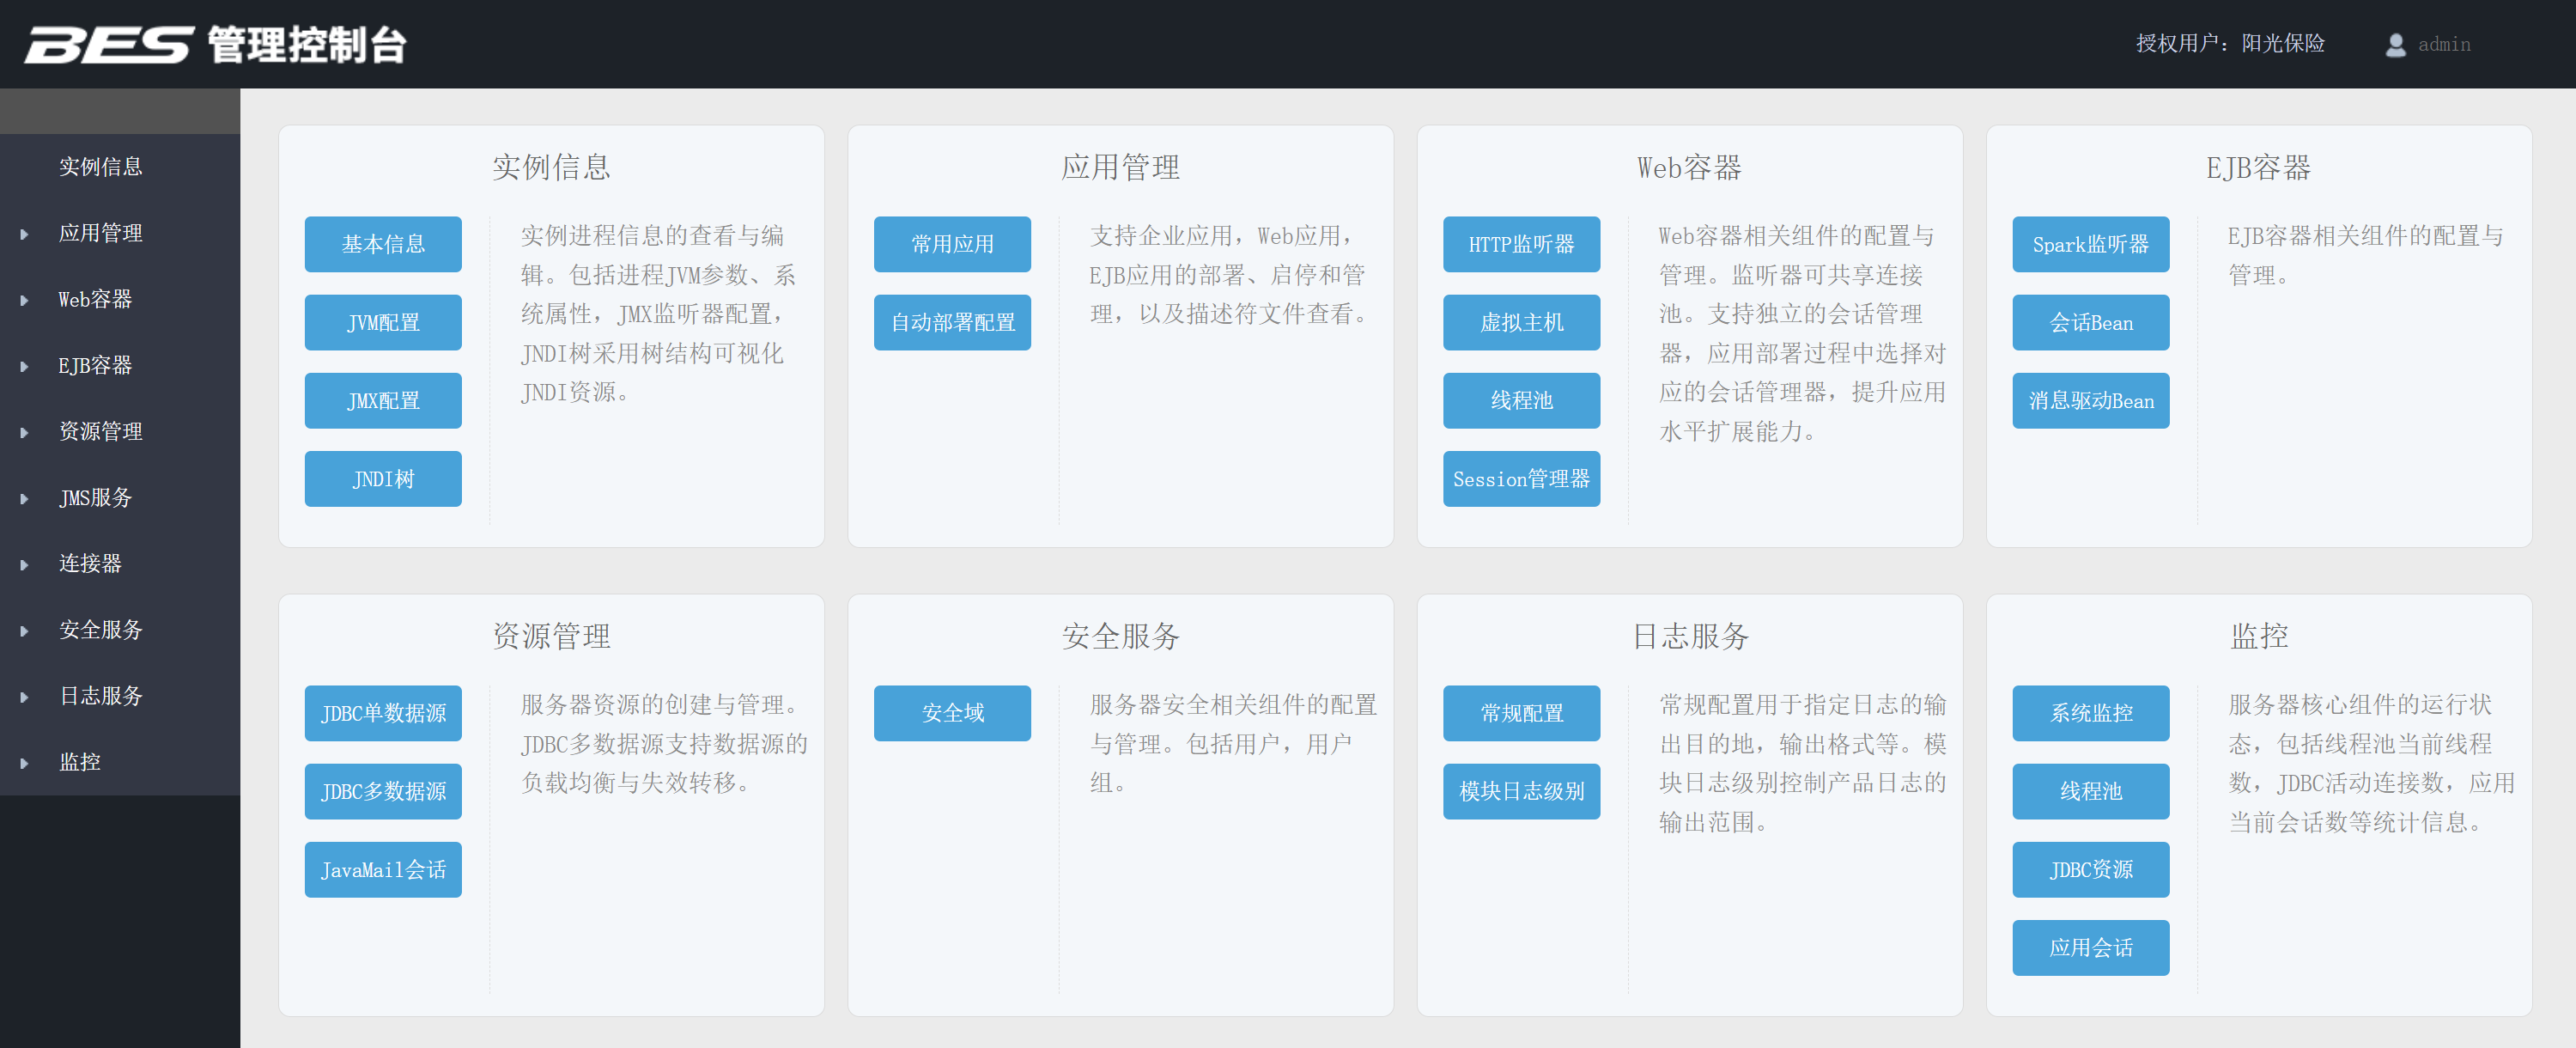 BES 管理控制台
授权用户：阳光保险
admin
实例信息
应用管理
Web容器
EJB容器
资源管理
JMS服务
连接器
安全服务
日志服务
监控
实例信息
基本信息
JVM配置
JMX配置
JNDI树
实例进程信息的查看与编
辑。包括进程JVM参数、系
统属性，JMX监听器配置，
JNDI树采用树结构可视化
JNDI资源。
应用管理
常用应用
自动部署配置
支持企业应用，Web应用，
EJB应用的部署、启停和管
理，以及描述符文件查看。
Web容器
HTTP监听器
虚拟主机
线程池
Session管理器
Web容器相关组件的配置与
管理。监听器可共享连接
池。支持独立的会话管理
器，应用部署过程中选择对
应的会话管理器，提升应用
水平扩展能力。
EJB容器
Spark监听器
会话Bean
消息驱动Bean
EJB容器相关组件的配置与
管理。
资源管理
JDBC单数据源
JDBC多数据源
JavaMail会话
服务器资源的创建与管理。
JDBC多数据源支持数据源的
负载均衡与失效转移。
安全服务
安全域
服务器安全相关组件的配置
与管理。包括用户，用户
组。
日志服务
常规配置
模块日志级别
常规配置用于指定日志的输
出目的地，输出格式等。模
块日志级别控制产品日志的
输出范围。
监控
系统监控
线程池
JDBC资源
应用会话
服务器核心组件的运行状
态，包括线程池当前线程
数，JDBC活动连接数，应用
当前会话数等统计信息。